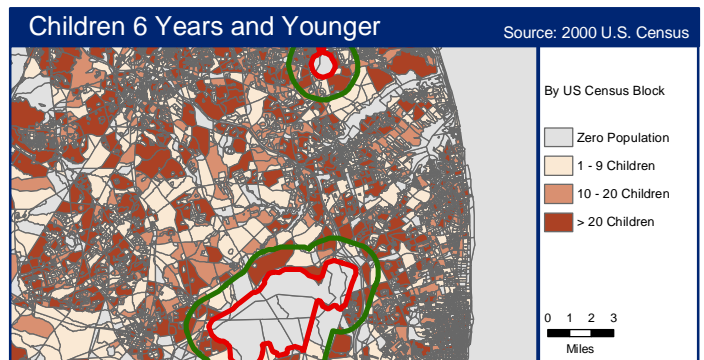 Children 6 Years and Younger
Source: 2000 U.S. Census
By US Census Block
Zero Population
1 - 9 Children
10 - 20 Children
> 20 Children
0 1 2 3
Miles